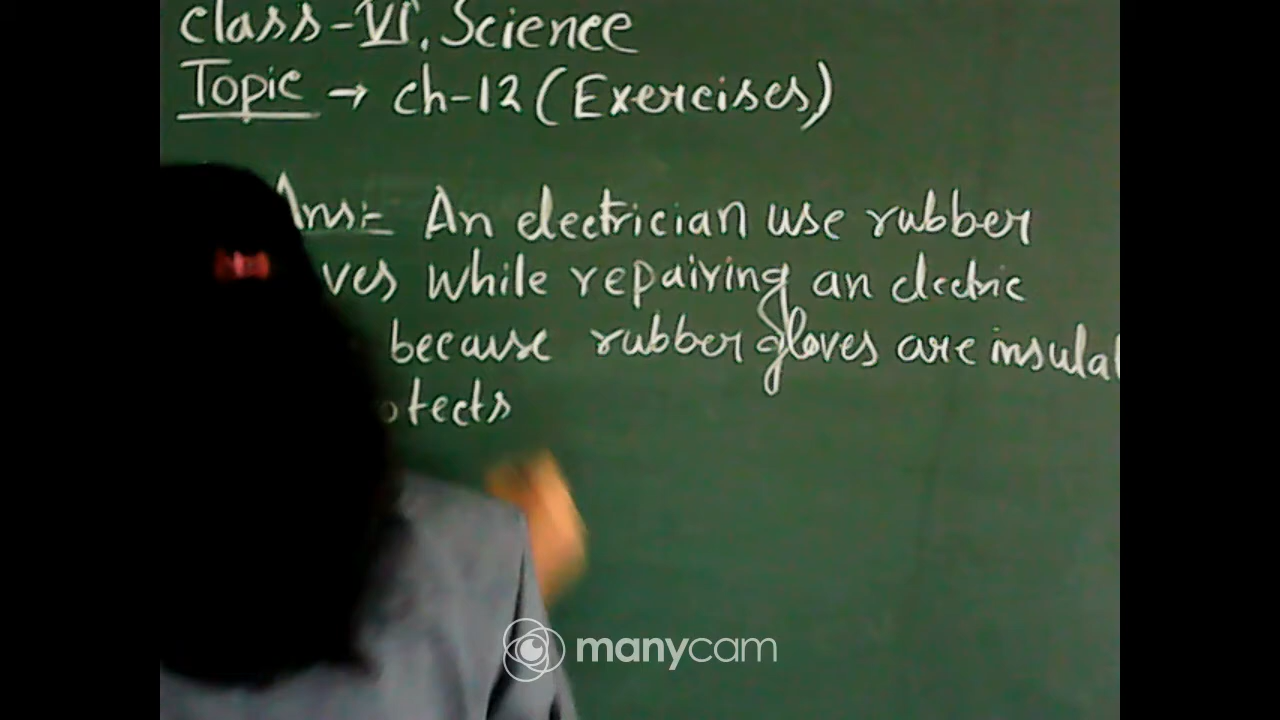 class-VI, Science
Topic → ch-12 (Exercises)
Ans:- An electrician use rubber
ves while repairing an electric
because rubber gloves are insulat
otects
manycam